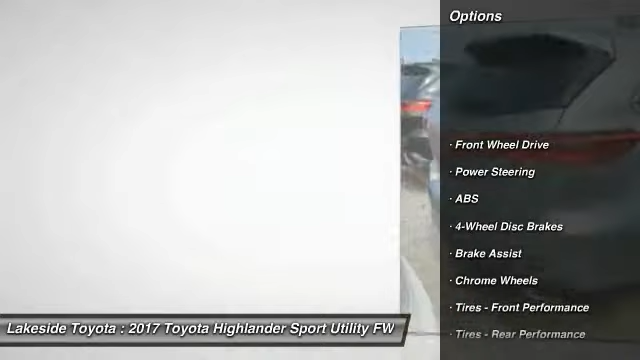 Options
· Front Wheel Drive
· Power Steering
· ABS
· 4-Wheel Disc Brakes
· Brake Assist
· Chrome Wheels
· Tires - Front Performance
· Tires - Rear Performance
Lakeside Toyota : 2017 Toyota Highlander Sport Utility FW